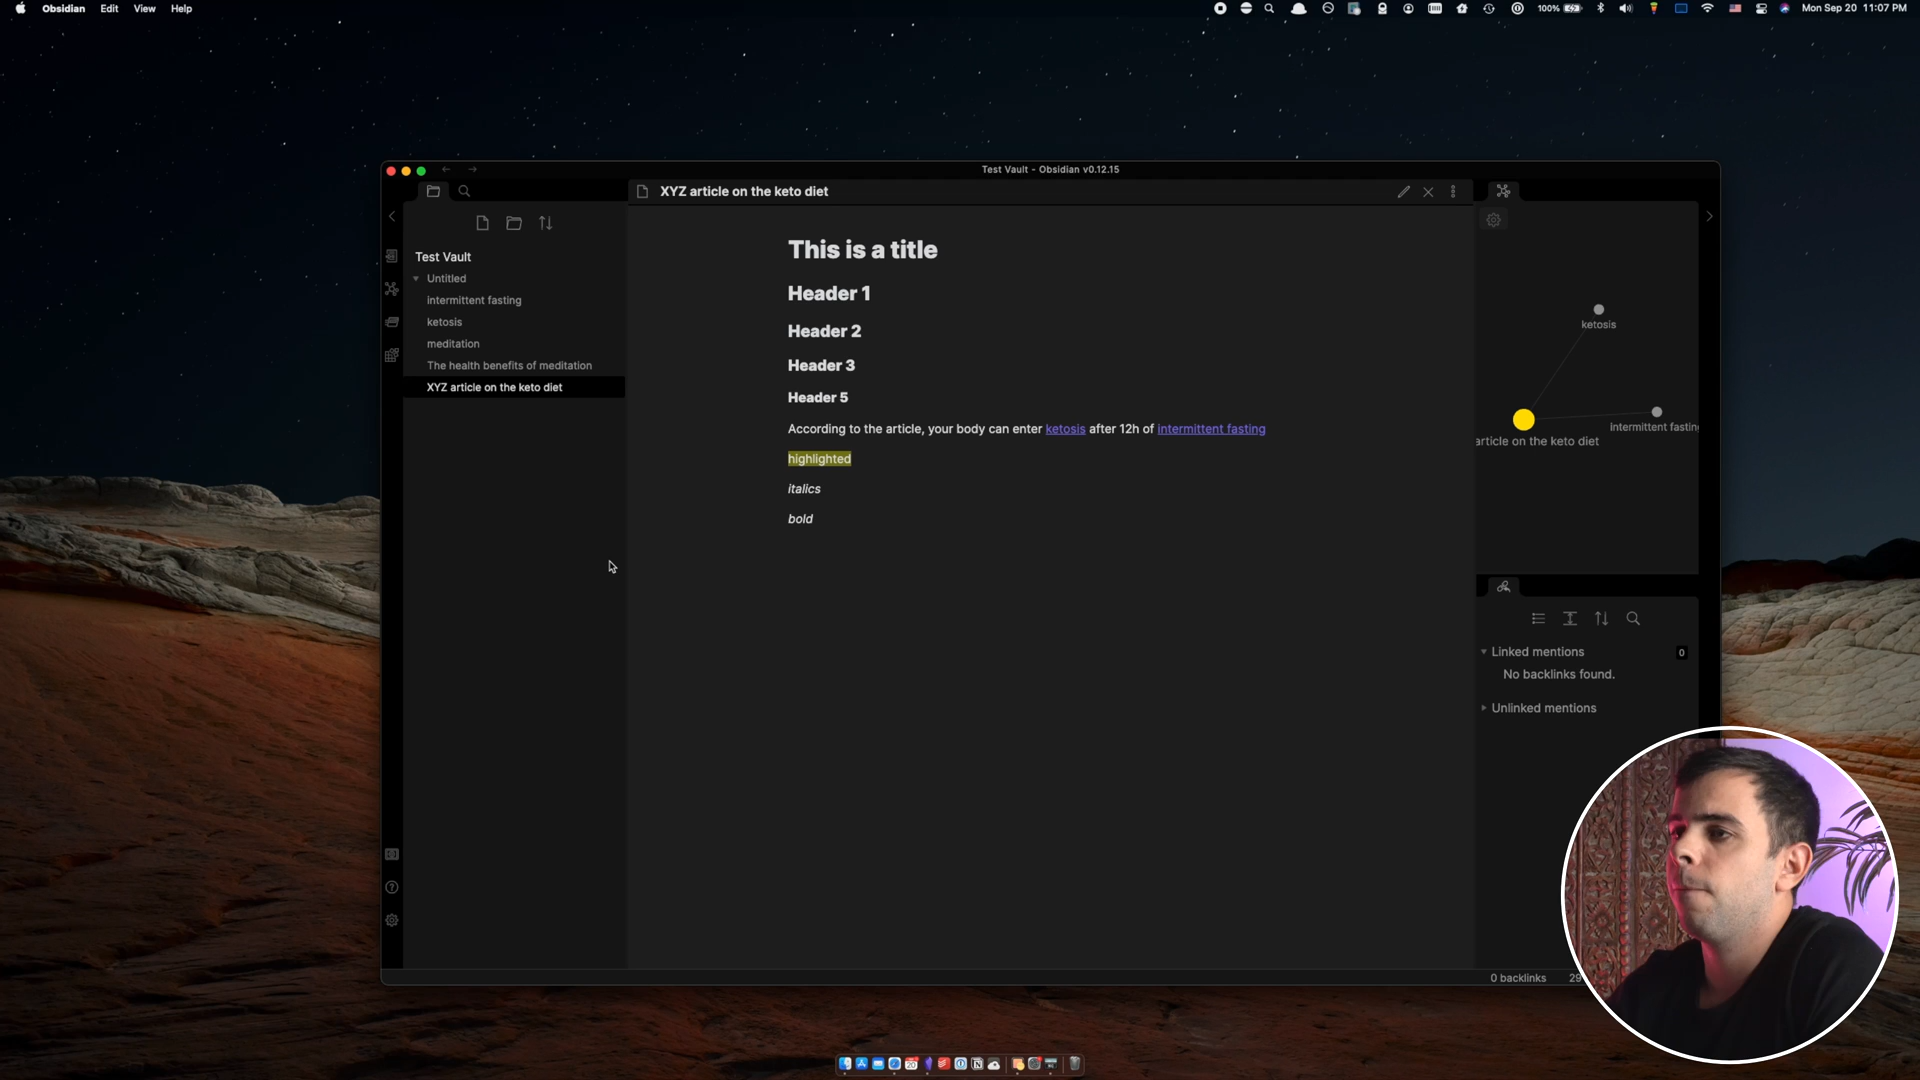 Obsidian Edit View Help
100%
Mon Sep 20 11:07 PM
Test Vault - Obsidian v0.12.15
XYZ article on the keto diet
Test Vault
Untitled
intermittent fasting
ketosis
meditation
The health benefits of meditation
XYZ article on the keto diet
This is a title
Header 1
Header 2
Header 3
Header 5
According to the article, your body can enter ketosis after 12h of intermittent fasting
highlighted
italics
bold
ketosis
intermittent fastin
article on the keto diet
Linked mentions 0
No backlinks found.
Unlinked mentions
0 backlinks 29
20